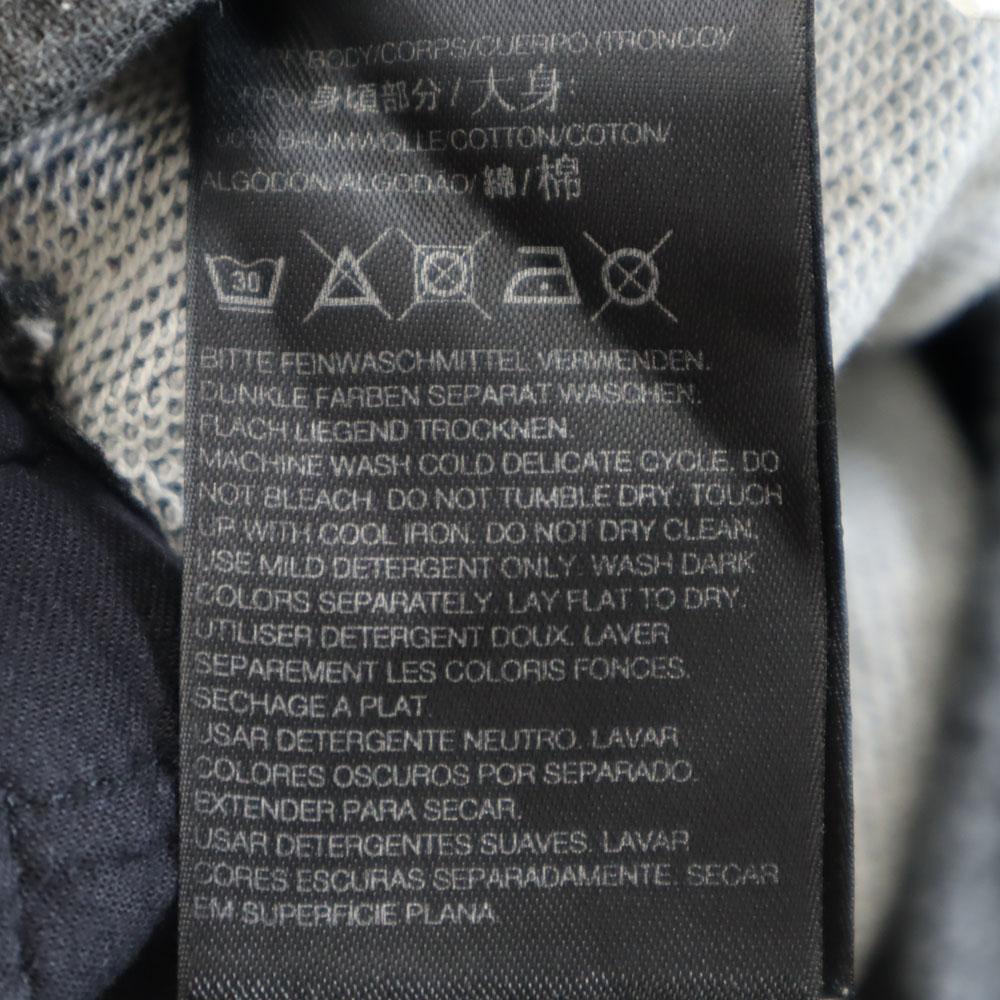 BODY/CORPS/CUERPO (TRONCO)/
身頃部分/大身:
BAUMWOLLE COTTON/COTON/
ALGODON/ALGODAO/綿/棉
30
BITTE FEINWASCHMITTEL VERWENDEN.
DUNKLE FARBEN SEPARAT WASCHEN.
FLACH LIEGEND TROCKNEN.
MACHINE WASH COLD DELICATE CYCLE. DO
NOT BLEACH. DO NOT TUMBLE DRY. TOUCH
UP WITH COOL IRON. DO NOT DRY CLEAN.
USE MILD DETERGENT ONLY. WASH DARK
COLORS SEPARATELY. LAY FLAT TO DRY.
UTILISER DETERGENT DOUX. LAVER
SEPAREMENT LES COLORIS FONCES.
SECHAGE A PLAT.
USAR DETERGENTE NEUTRO. LAVAR
COLORES OSCUROS POR SEPARADO.
EXTENDER PARA SECAR.
USAR DETERGENTES SUAVES. LAVAR
CORES ESCURAS SEPARADAMENTE. SECAR
EM SUPERFÍCIE PLANA